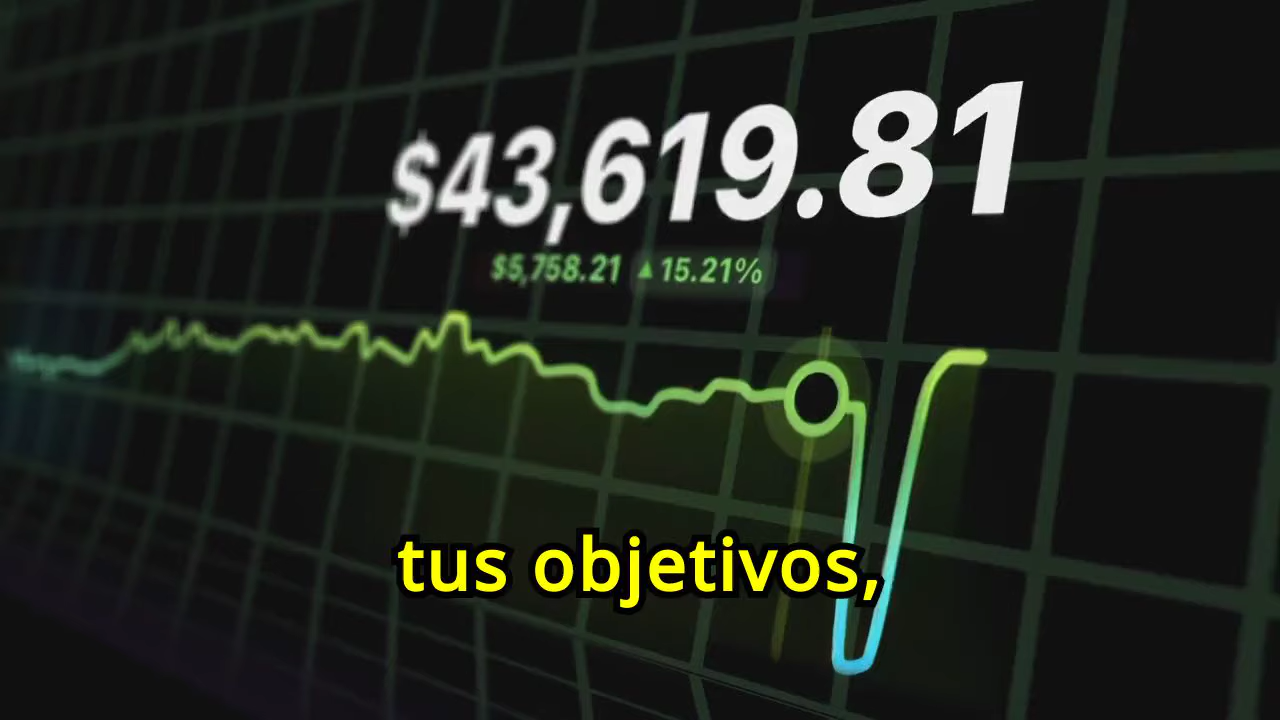 $43,619.81
$5,758.21 ▲15.21%
tus objetivos,